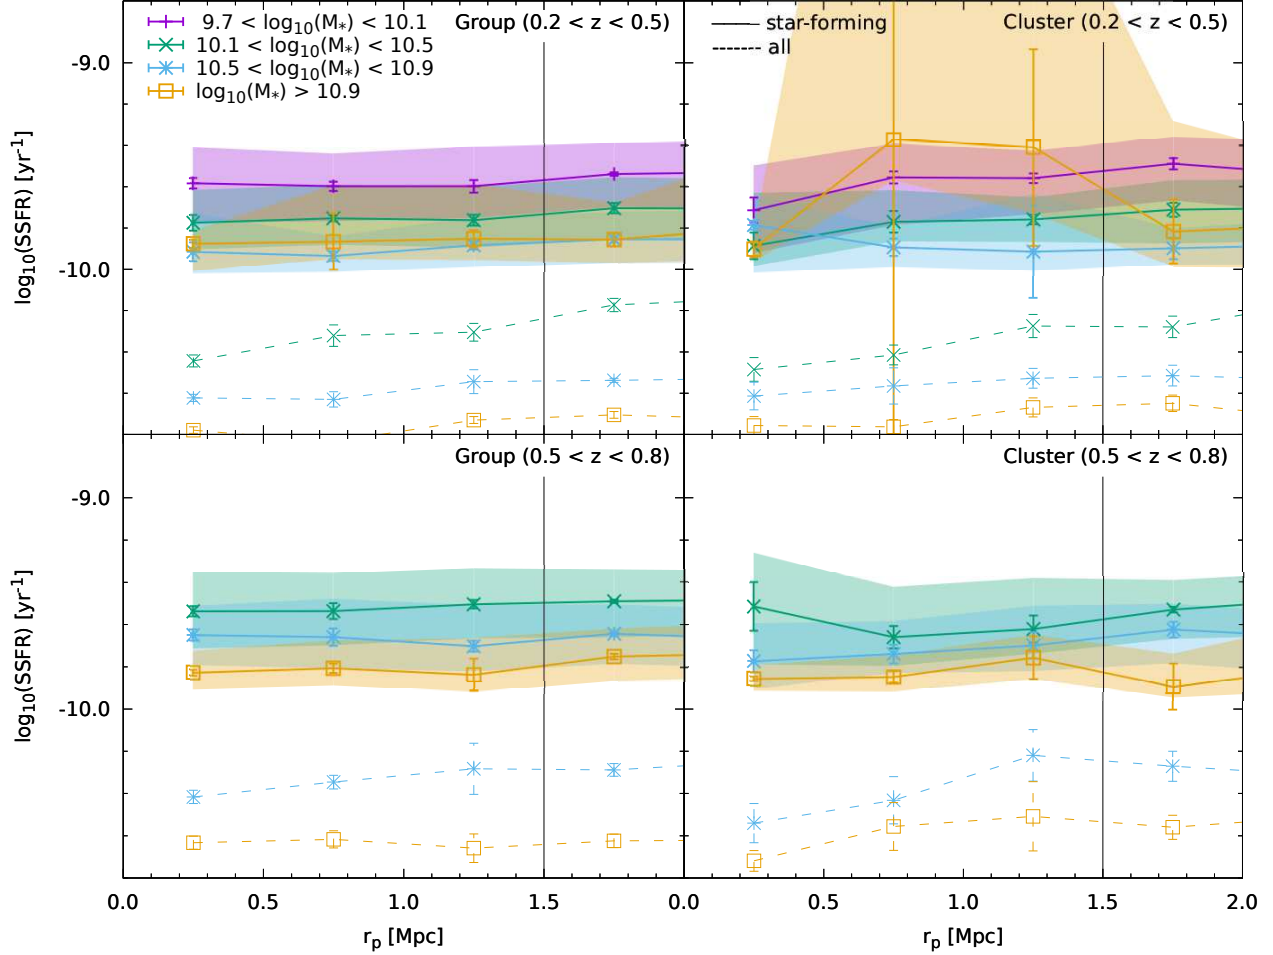 9.7 < log10(M*) < 10.1
10.1 < log10(M*) < 10.5
10.5 < log10(M*) < 10.9
log10(M*) > 10.9
Group (0.2 < z < 0.5)
star-forming
all
Cluster (0.2 < z < 0.5)
-9.0
-10.0
log10(SSFR) [yr-1]
Group (0.5 < z < 0.8)
Cluster (0.5 < z < 0.8)
-9.0
-10.0
log10(SSFR) [yr-1]
0.0 0.5 1.0 1.5 0.0 0.5 1.0 1.5 2.0
rp [Mpc] rp [Mpc]